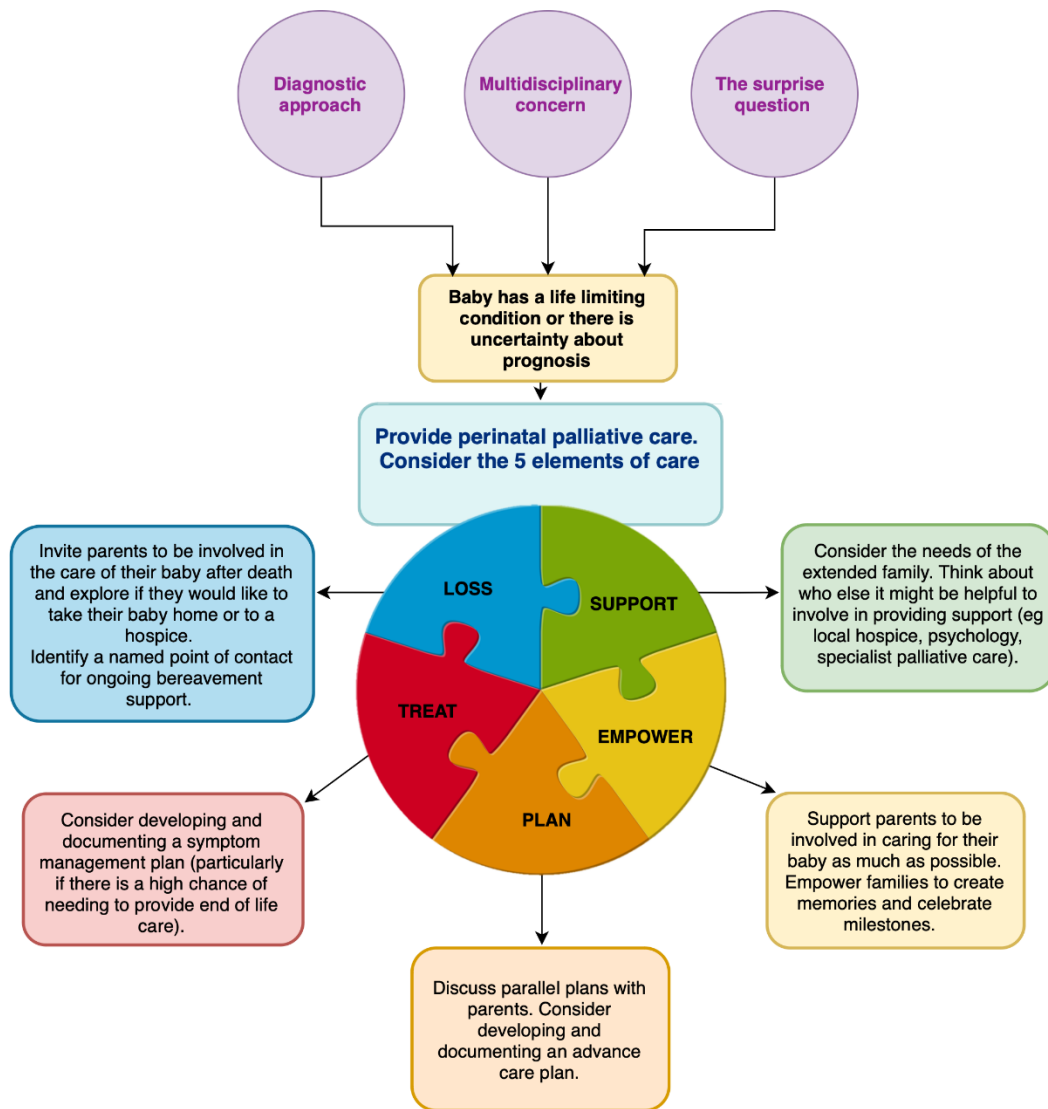 Diagnostic
approach
Multidisciplinary
concern
The surprise
question
Baby has a life limiting
condition or there is
uncertainty about
prognosis
Provide perinatal palliative care.
Consider the 5 elements of care
LOSS
SUPPORT
TREAT
EMPOWER
PLAN
Invite parents to be involved in
the care of their baby after death
and explore if they would like to
take their baby home or to a
hospice.
Identify a named point of contact
for ongoing bereavement
support.
Consider the needs of the
extended family. Think about
who else it might be helpful to
involve in providing support (eg
local hospice, psychology,
specialist palliative care).
Consider developing and
documenting a symptom
management plan (particularly
if there is a high chance of
needing to provide end of life
care).
Support parents to be
involved in caring for their
baby as much as possible.
Empower families to create
memories and celebrate
milestones.
Discuss parallel plans with
parents. Consider
developing and
documenting an advance
care plan.